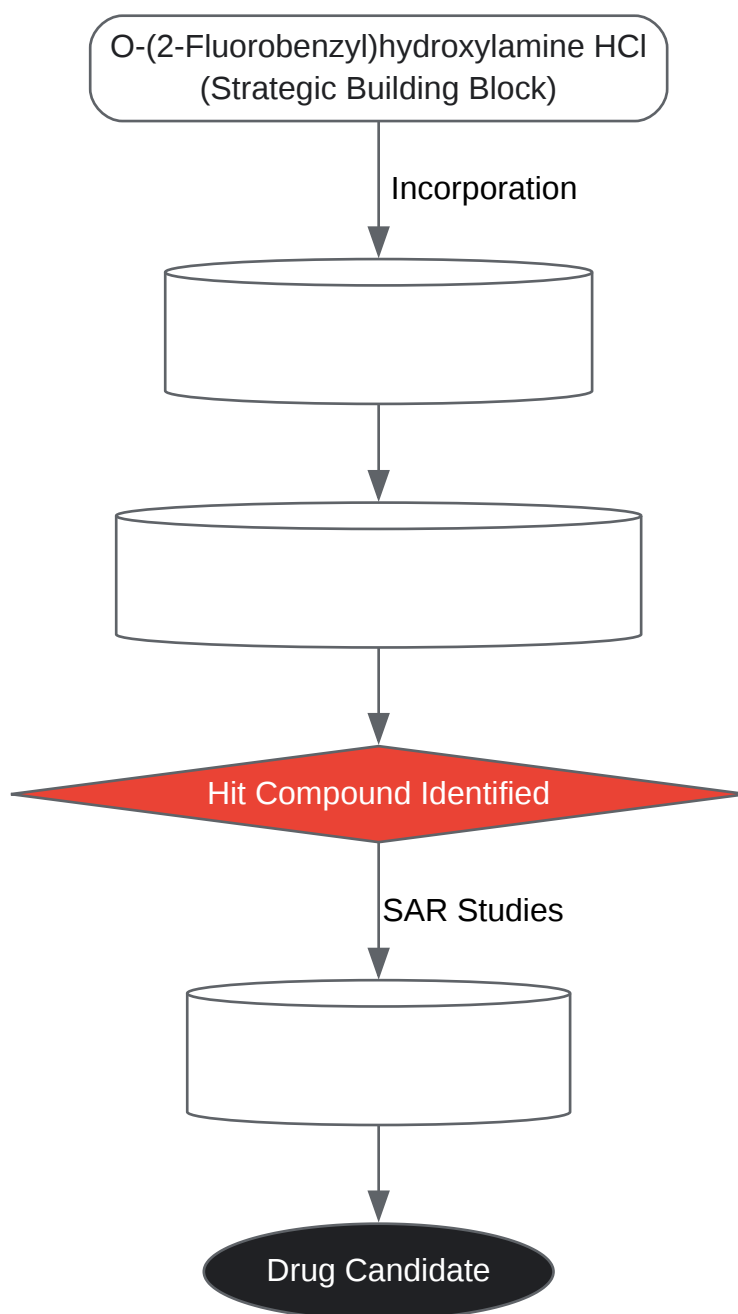 O-(2-Fluorobenzyl)hydroxylamine HCl
(Strategic Building Block)
Incorporation
Hit Compound Identified
SAR Studies
Drug Candidate